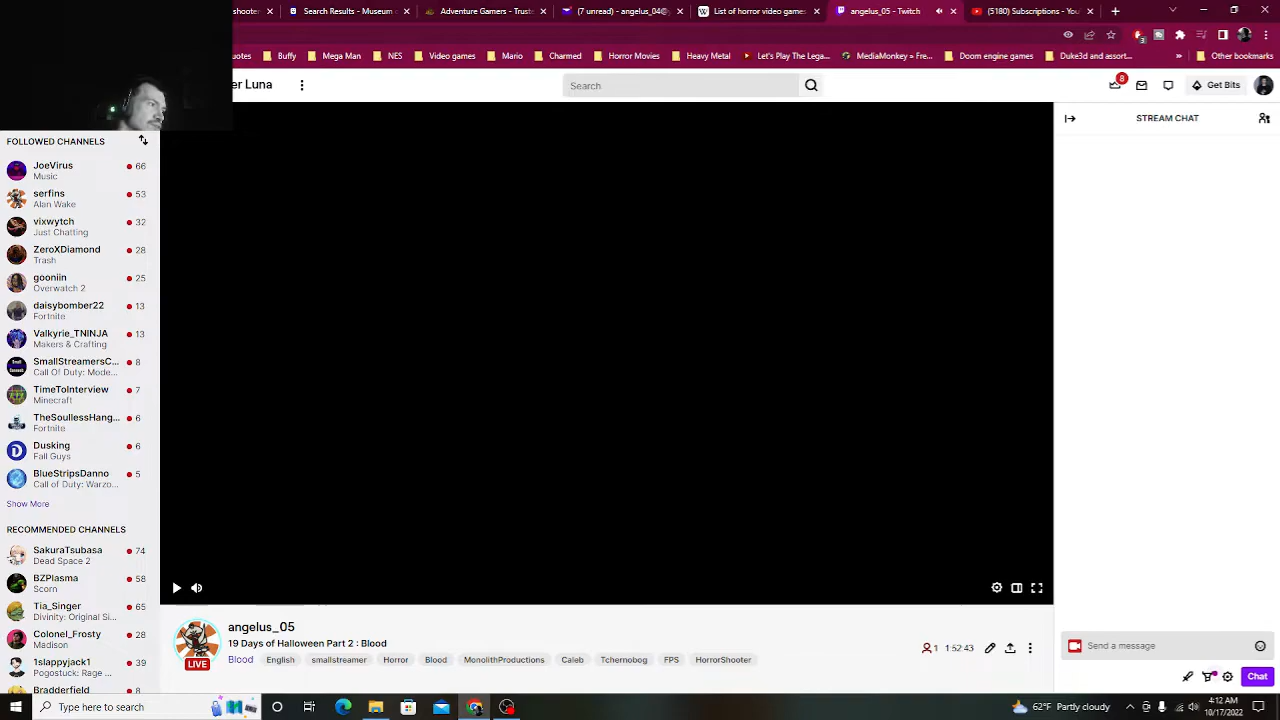 shooter
Search Results - Museum c
Adventure Gamers - Trust
(7 unread) - angelus_04@
List of horror video games
angelus_05 - Twitch
(5180) Subscriptions - You
uotes
Buffy
Mega Man
NES
Video games
Mario
Charmed
Horror Movies
Heavy Metal
Let's Play The Lega...
MediaMonkey » Fre...
Doom engine games
Duke3d and assort...
»
Other bookmarks
er Luna
Search
8
Get Bits
FOLLOWED CHANNELS
STREAM CHAT
JoeVirus
66
Music
serfins
53
Alan Wake
vixwytch
32
Just Chatting
ZeroXDiamond
28
Trash
gooniin
25
Overwatch 2
daisybomber22
13
Fortnite
Valkyrie_TNINJA
13
Makers & Crafting
SmallStreamersC...
8
Call Of Duty: Mode...
TimeToInterview
7
Minecraft
TheSoullessHang...
6
Fortnite
Dusking
6
Fall Guys
BlueStripsDanno
5
Call of Duty: Warzo...
Show More
RECOMMENDED CHANNELS
SakuraTsubasa
74
Dead Space 2
BZPlasma
58
Scorn
Tia_Singer
65
Divinity: Original Si...
Colonel_Frosty
28
Madison
1slappyjack1
39
Pogostuck: Rage ...
Bradderfield
8
angelus_05
19 Days of Halloween Part 2 : Blood
LIVE
Blood
English
smallstreamer
Horror
Blood
MonolithProductions
Caleb
Tchernobog
FPS
HorrorShooter
1
1:52:43
Send a message
Chat
Type here to search
62°F Partly cloudy
4:12 AM
10/17/2022